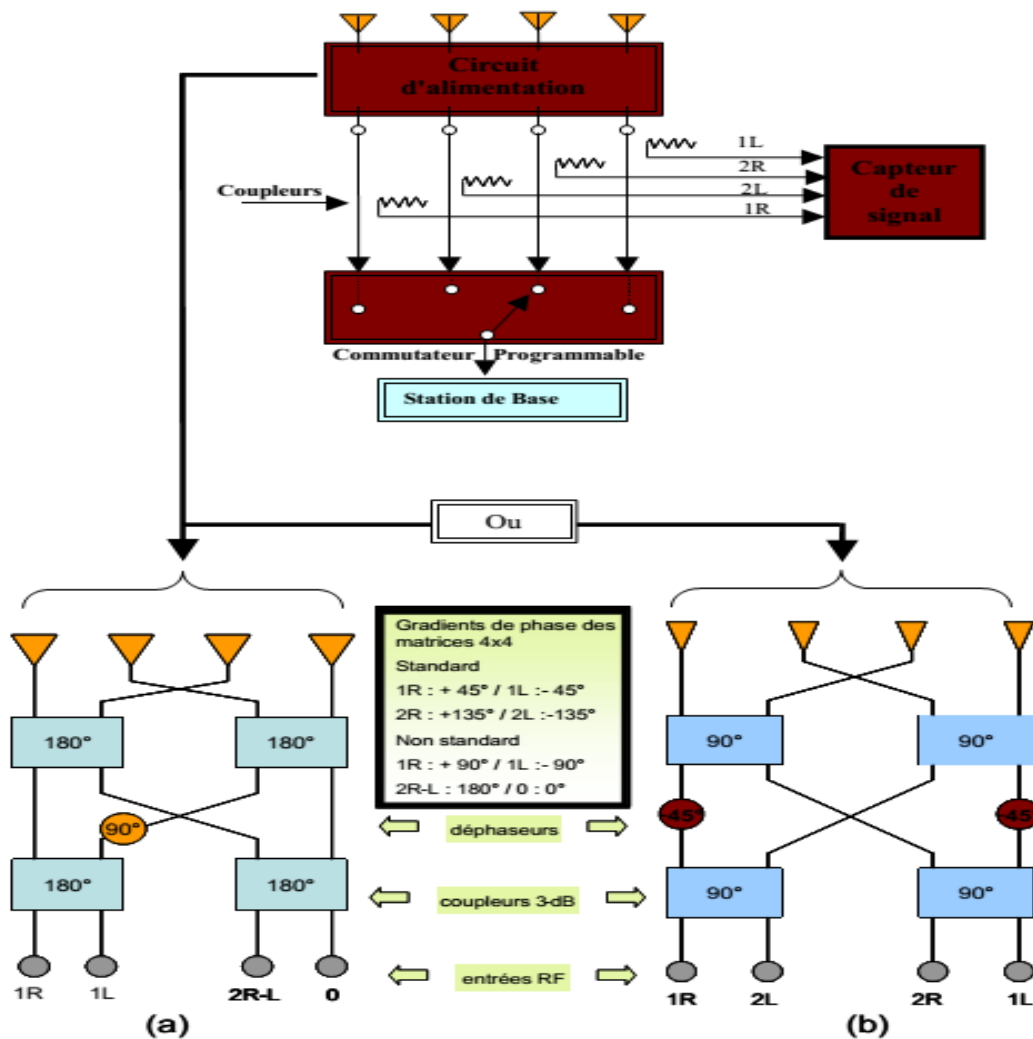 Circuit
d'alimentation
1L
2R
2L
1R
Coupleurs
Capteur
de
signal
Commutateur Programmable
Station de Base
Ou
Gradients de phase des
matrices 4x4
Standard
1R : + 45° / 1L :- 45°
2R : +135° / 2L :-135°
Non standard
1R : + 90° / 1L :- 90°
2R-L : 180° / 0 : 0°
180° 180°
90°
180° 180°
1R 1L 2R-L 0
(a)
déphaseurs
coupleurs 3-dB
entrées RF
90° 90°
-45° -45°
90° 90°
1R 2L 2R 1L
(b)